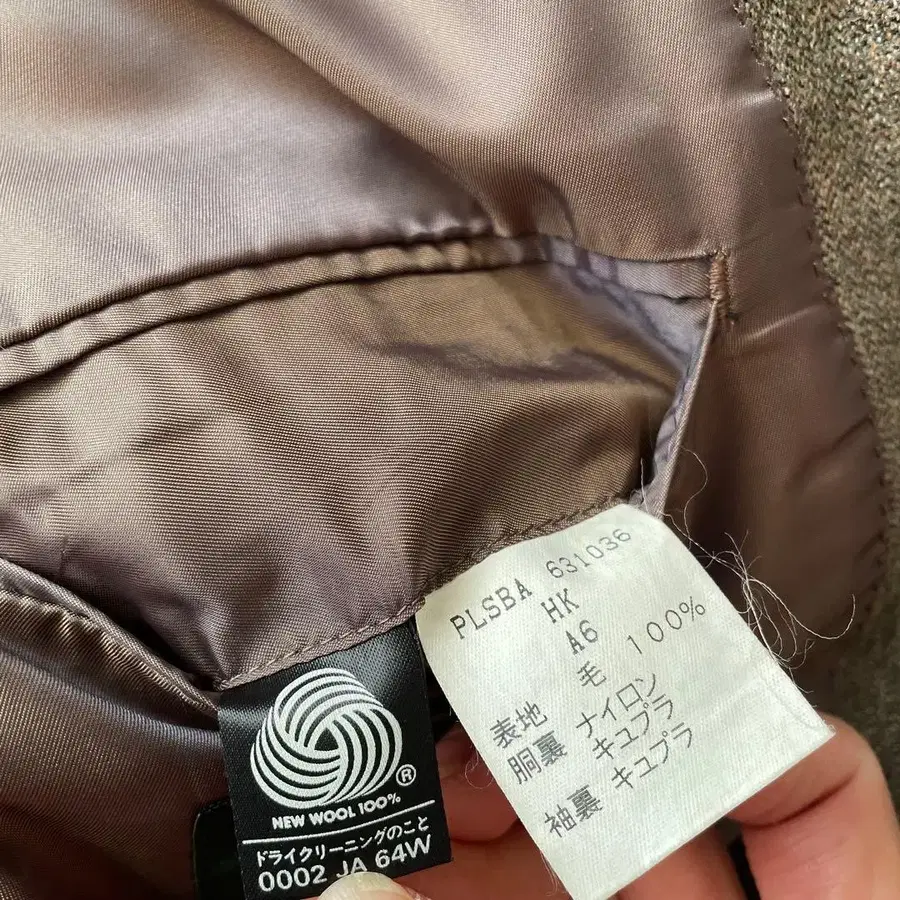 PLSBA 631036
HK
A6
表地 毛 100%
胴裏 ナイロン
キュプラ
袖裏 キュプラ
NEW WOOL 100%
ドライクリーニングのこと
0002 JA 64W
®